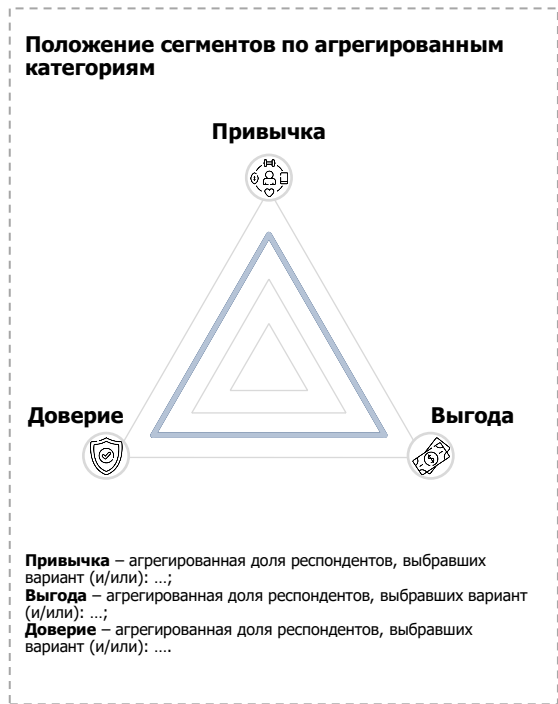 Положение сегментов по агрегированным
категориям
Привычка
Доверие
Выгода
Привычка – агрегированная доля респондентов, выбравших
вариант (и/или): …;
Выгода – агрегированная доля респондентов, выбравших вариант
(и/или): …;
Доверие – агрегированная доля респондентов, выбравших
вариант (и/или): ….